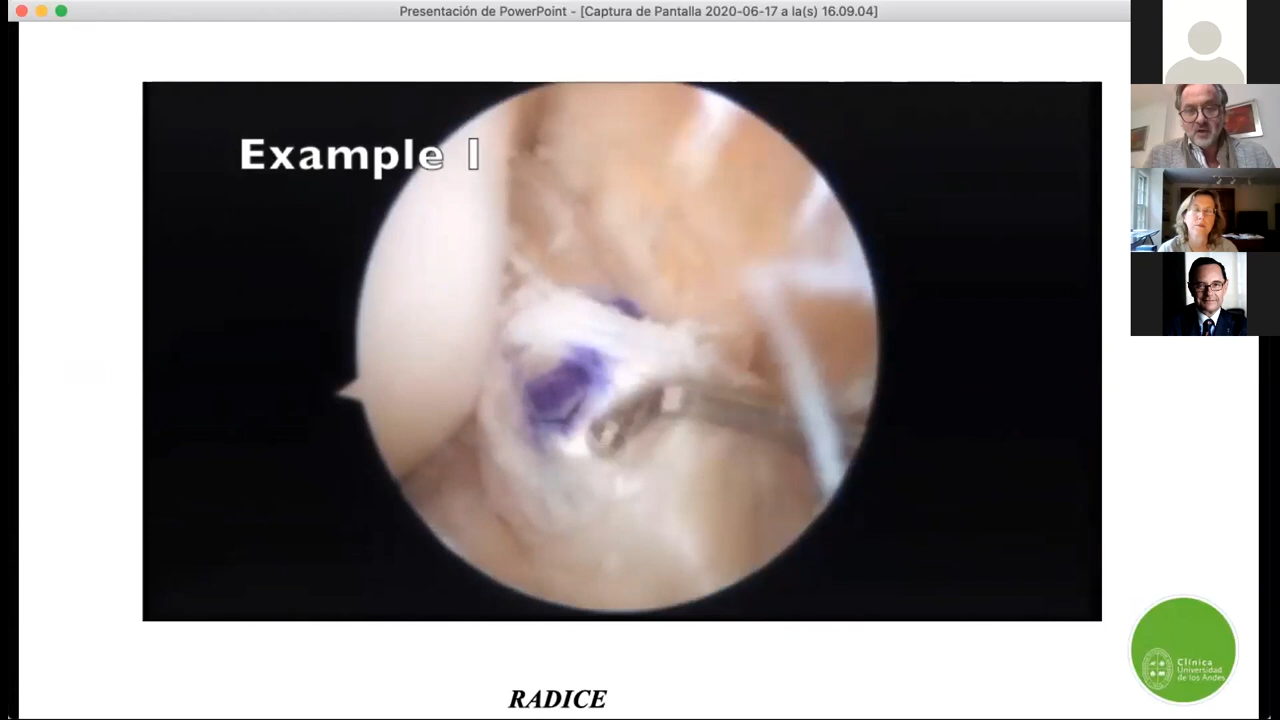 Presentación de PowerPoint - [Captura de Pantalla 2020-06-17 a la(s) 16.09.04]
Example 1
Clínica
Universidad
de los Andes
RADICE